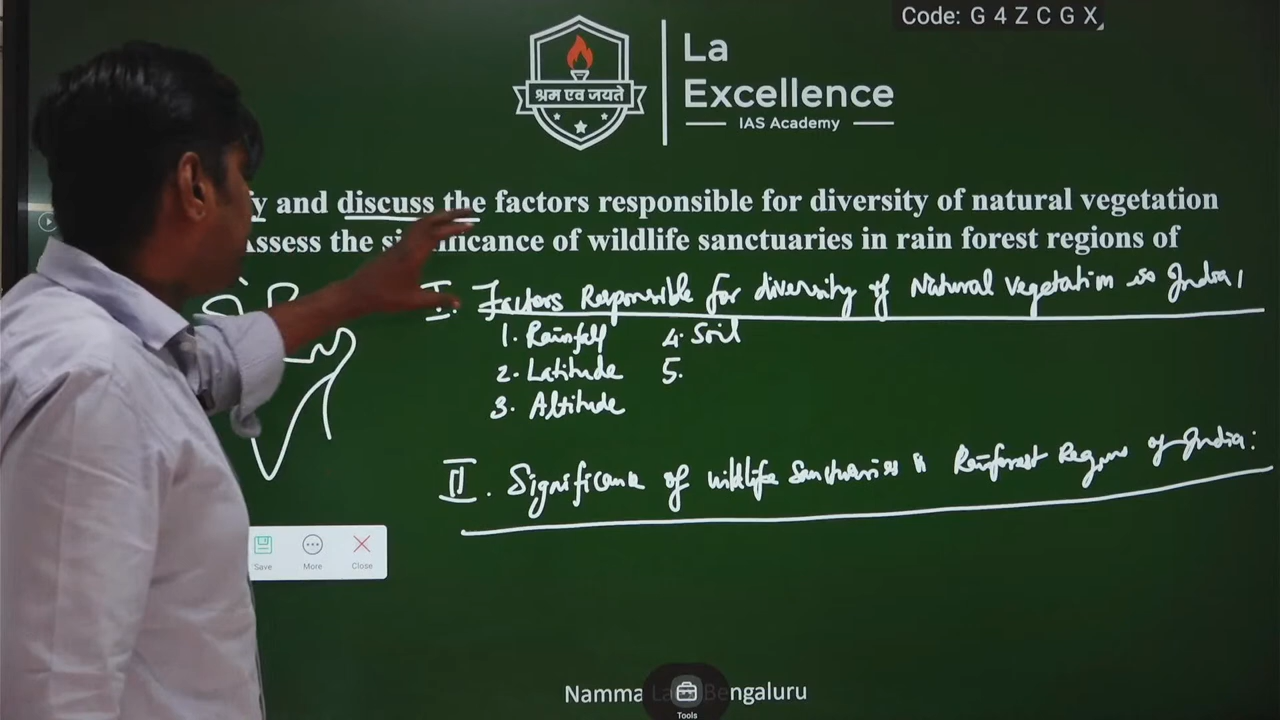 Code: G 4 Z C G X
La
Excellence
IAS Academy
श्रम एव जयते
and discuss the factors responsible for diversity of natural vegetation
Assess the significance of wildlife sanctuaries in rain forest regions of
I. Factors Responsible for diversity of Natural Vegetation in India
1. Rainfall 4. Soil
2. Latitude 5.
3. Altitude
II. Significance of wildlife Sanctuaries in Rainforest Regions of India:
Save More Close
Namma Bengaluru
Tools